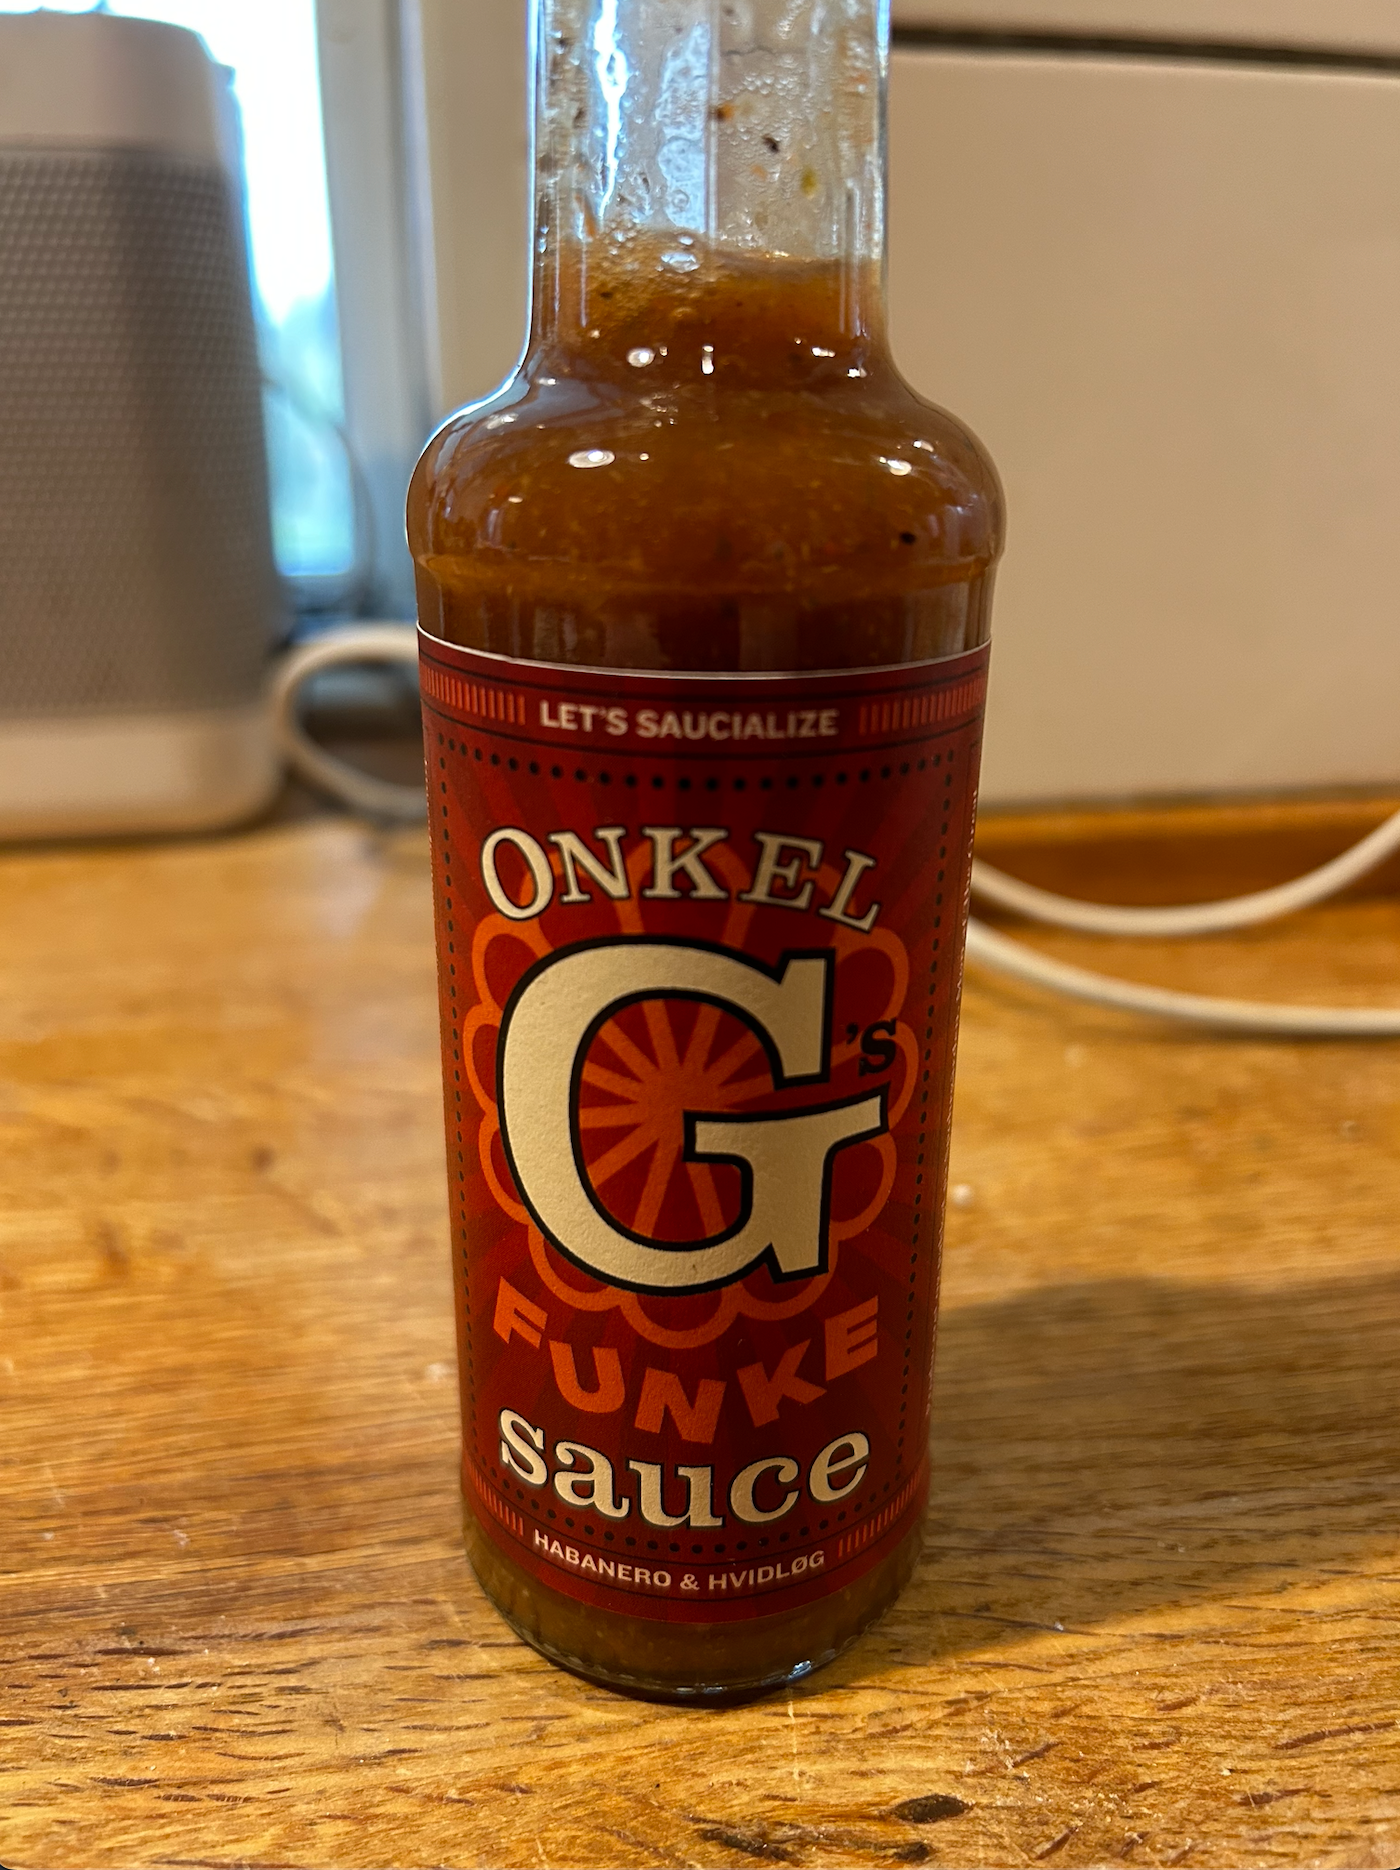 LET'S SAUCIALIZE
ONKEL
G's
FUNKE
sauce
HABANERO & HVIDLØG